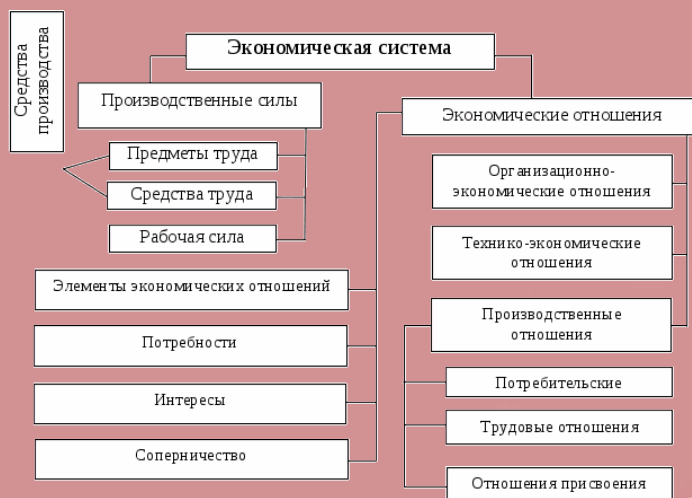 Средства
производства
Экономическая система
Производственные силы
Предметы труда
Средства труда
Рабочая сила
Экономические отношения
Организационно-
экономические отношения
Технико-экономические
отношения
Производственные
отношения
Потребительские
Трудовые отношения
Отношения присвоения
Элементы экономических отношений
Потребности
Интересы
Соперничество